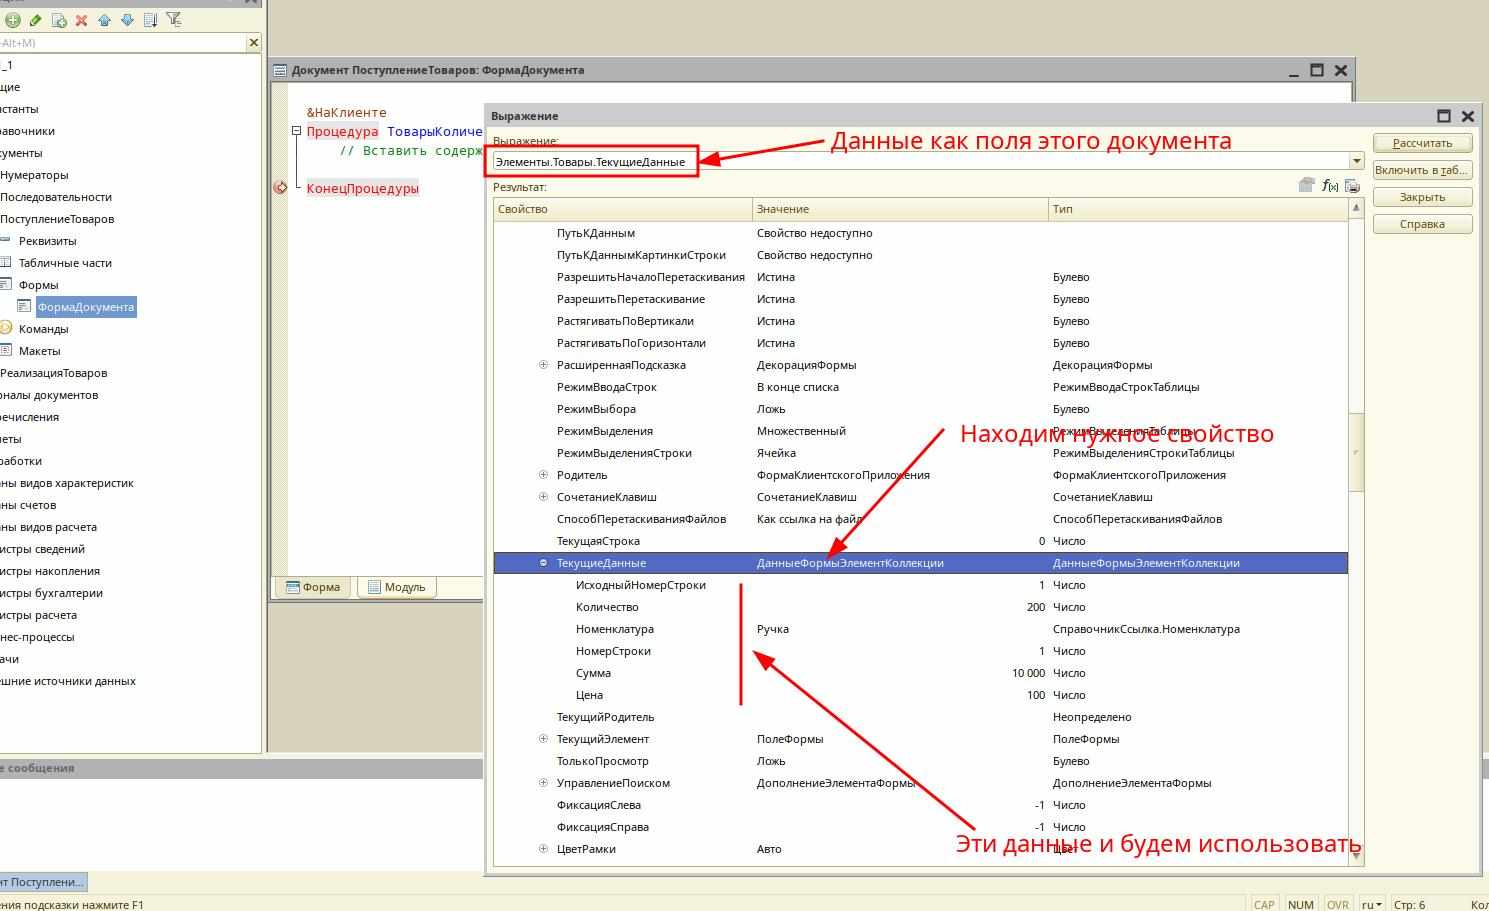 -Alt+M)
_1
Документ ПоступлениеТоваров: ФормаДокумента
&НаКлиенте
Процедура ТоварыКоличе
// Вставить содерж
КонецПроцедуры
Нумераторы
Последовательности
ПоступлениеТоваров
Реквизиты
Табличные части
Формы
ФормаДокумента
Команды
Макеты
РеализацияТоваров
рналы документов
речисления
четы
работки
ны видов характеристик
ны счетов
ны видов расчета
истры сведений
истры накопления
истры бухгалтерии
истры расчета
нес-процессы
ачи
шние источники данных
Форма
Модуль
Выражение
Выражение:
Данные как поля этого документа
Элементы.Товары.ТекущиеДанные
Рассчитать
Включить в таб...
Закрыть
Справка
Результат:
Свойство Значение Тип
ПутьКДанным Свойство недоступно
ПутьКДаннымКартинкиСтроки Свойство недоступно
РазрешитьНачалоПеретаскивания Истина Булево
РазрешитьПеретаскивание Истина Булево
РастягиватьПоВертикали Истина Булево
РастягиватьПоГоризонтали Истина Булево
РасширеннаяПодсказка ДекорацияФормы ДекорацияФормы
РежимВводаСтрок В конце списка РежимВводаСтрокТаблицы
РежимВыбора Ложь Булево
РежимВыделения Множественный РежимВыделенияТаблицы
Находим нужное свойство
РежимВыделенияСтроки Ячейка РежимВыделенияСтрокиТаблицы
Родитель ФормаКлиентскогоПриложения ФормаКлиентскогоПриложения
СочетаниеКлавиш СочетаниеКлавиш СочетаниеКлавиш
СпособПеретаскиванияФайлов Как ссылка на файл СпособПеретаскиванияФайлов
ТекущаяСтрока 0 Число
ТекущиеДанные ДанныеФормыЭлементКоллекции ДанныеФормыЭлементКоллекции
ИсходныйНомерСтроки 1 Число
Количество 200 Число
Номенклатура Ручка СправочникСсылка.Номенклатура
НомерСтроки 1 Число
Сумма 10 000 Число
Цена 100 Число
ТекущийРодитель Неопределено
ТекущийЭлемент ПолеФормы ПолеФормы
ТолькоПросмотр Ложь Булево
УправлениеПоиском ДополнениеЭлементаФормы ДополнениеЭлементаФормы
ФиксацияСлева -1 Число
ФиксацияСправа -1 Число
Эти данные и будем использовать
ЦветРамки Авто Цвет
е сообщения
нт Поступлени...
ения подсказки нажмите F1
CAP NUM OVR ru Стр: 6 Кол